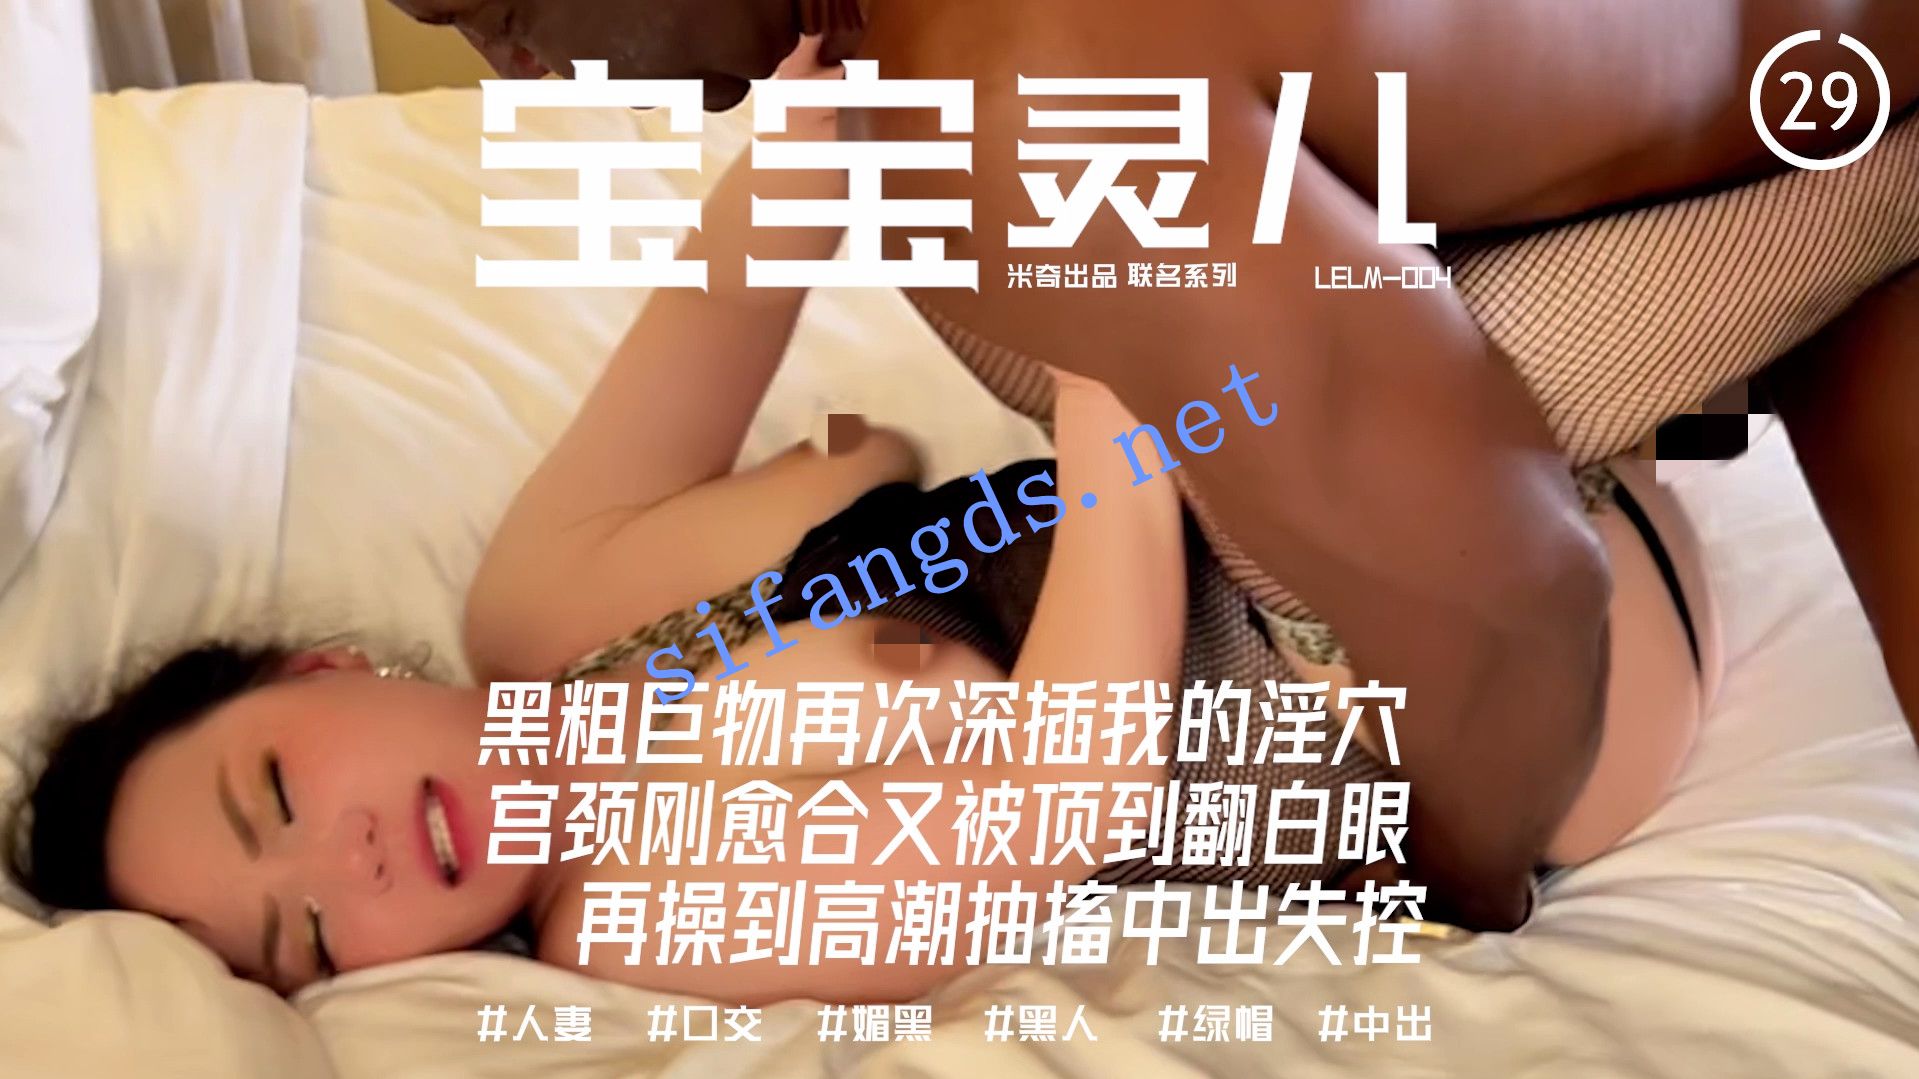 宝宝灵儿
29
米奇出品 联名系列 LELM-004
sifangds.net
黑粗巨物再次深插我的淫穴
宫颈刚愈合又被顶到翻白眼
再操到高潮抽搐中出失控
#人妻 #口交 #媚黑 #黑人 #绿帽 #中出